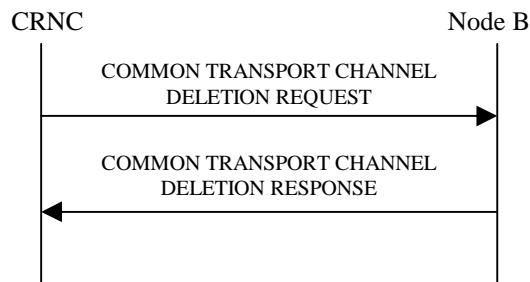 CRNC
Node B
COMMON TRANSPORT CHANNEL
DELETION REQUEST
COMMON TRANSPORT CHANNEL
DELETION RESPONSE